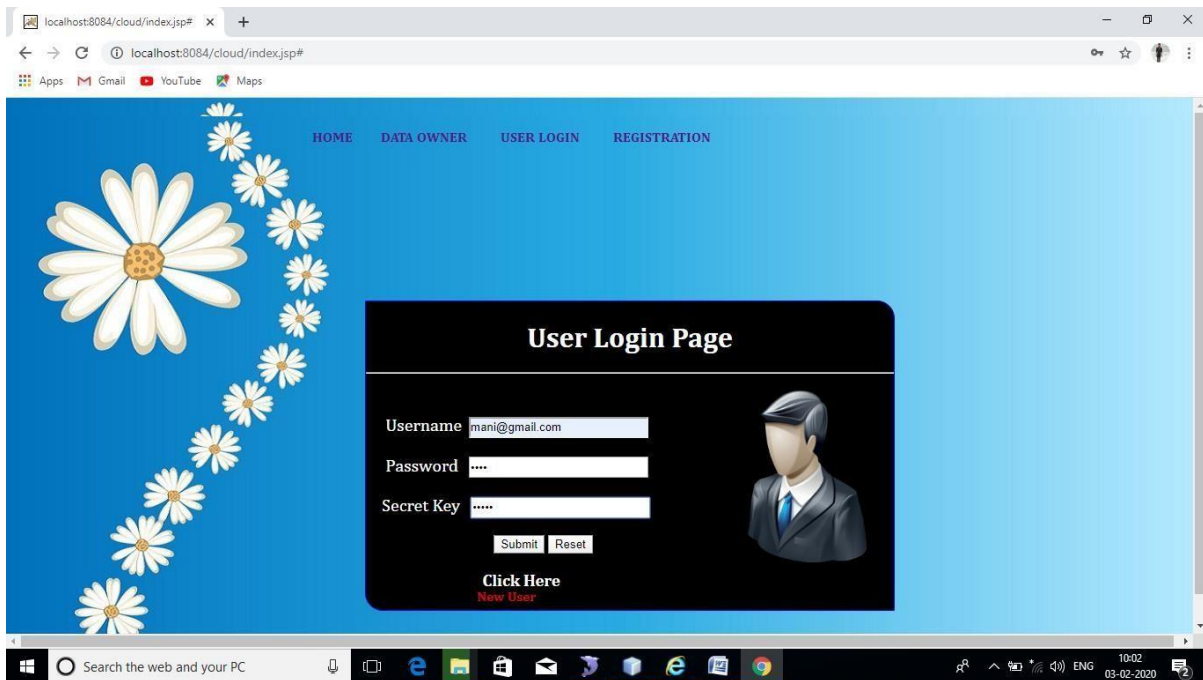 localhost:8084/cloud/index.jsp#
localhost:8084/cloud/index.jsp#
Apps Gmail YouTube Maps
HOME DATA OWNER USER LOGIN REGISTRATION
User Login Page
Username mani@gmail.com
Password ••••
Secret Key •••••
Submit Reset
Click Here
New User
Search the web and your PC
ENG
10:02
03-02-2020
2